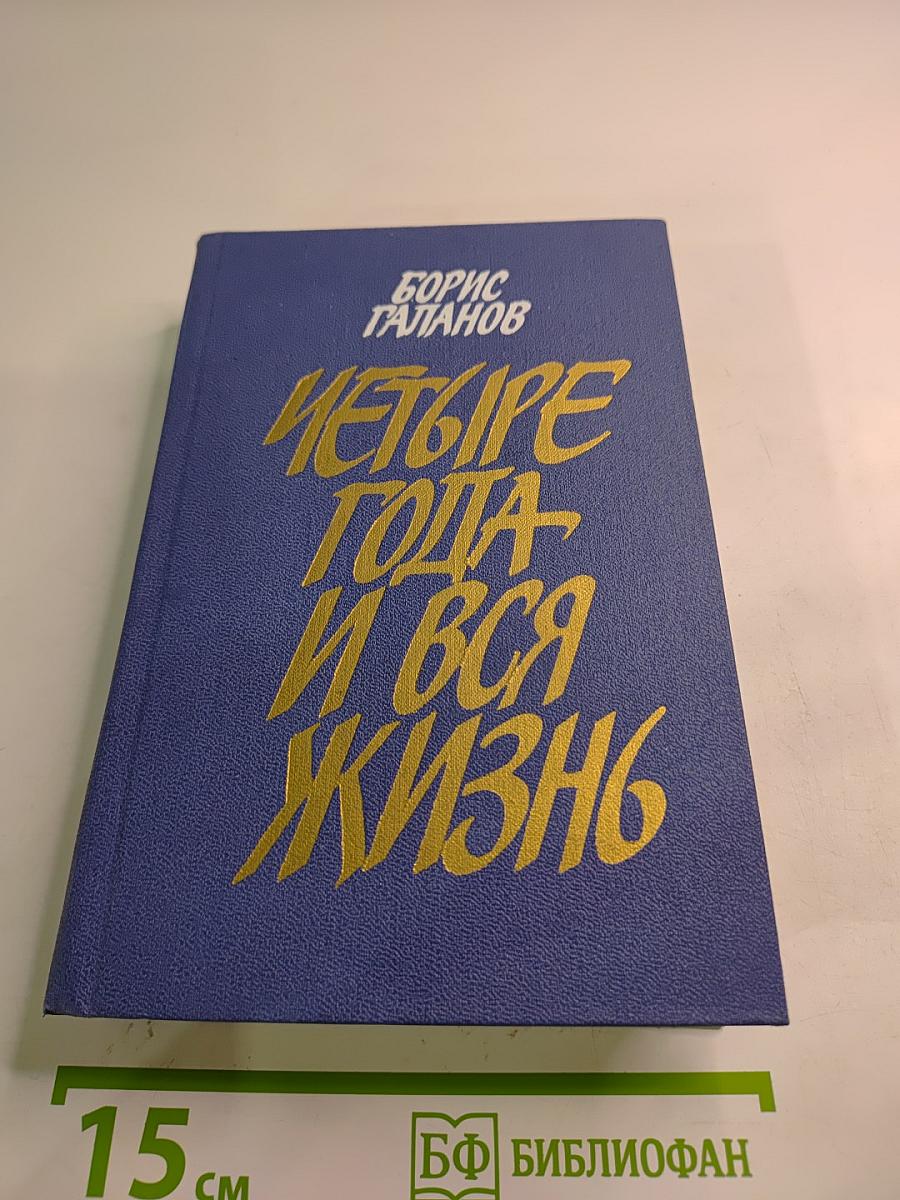 БОРИС
ГАЛАНОВ
ЧЕТЫРЕ
ГОДА
И ВСЯ
ЖИЗНЬ
15 см
БФ БИБЛИОФАН